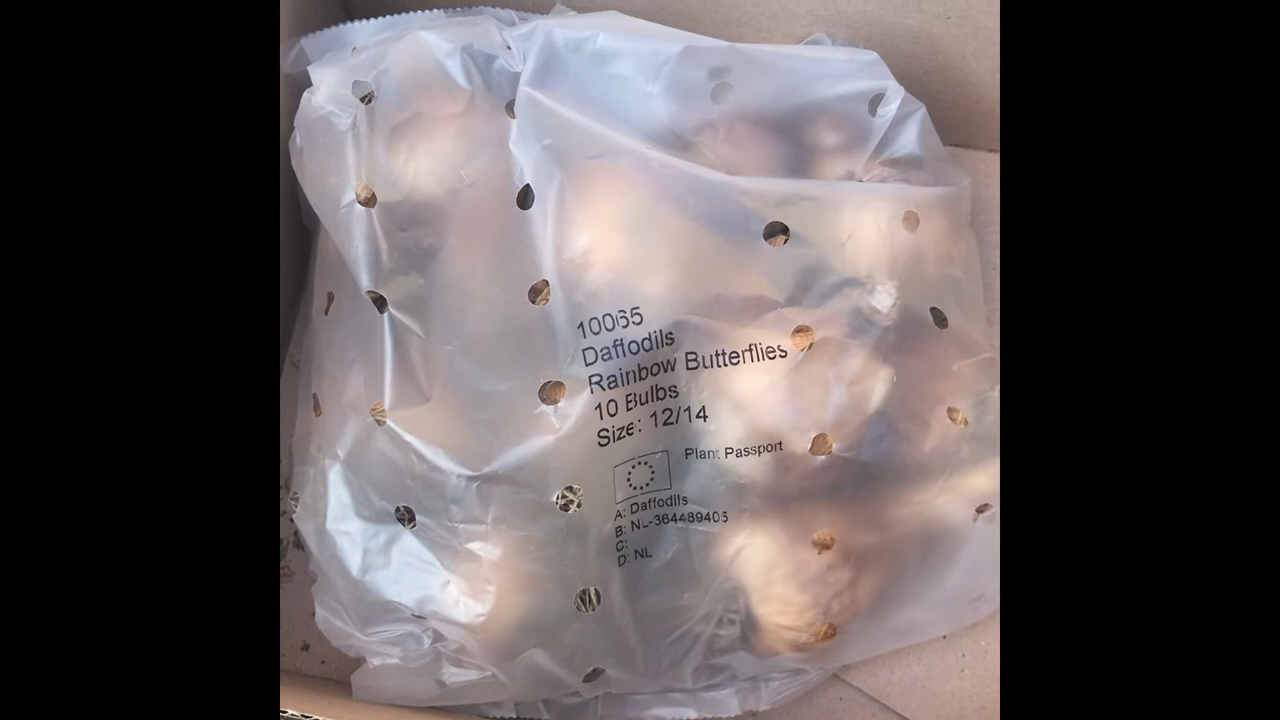 10065
Daffodils
Rainbow Butterflies
10 Bulbs
Size: 12/14
Plant Passport
A: Daffodils
B: NL-364489405
C:
D: NL